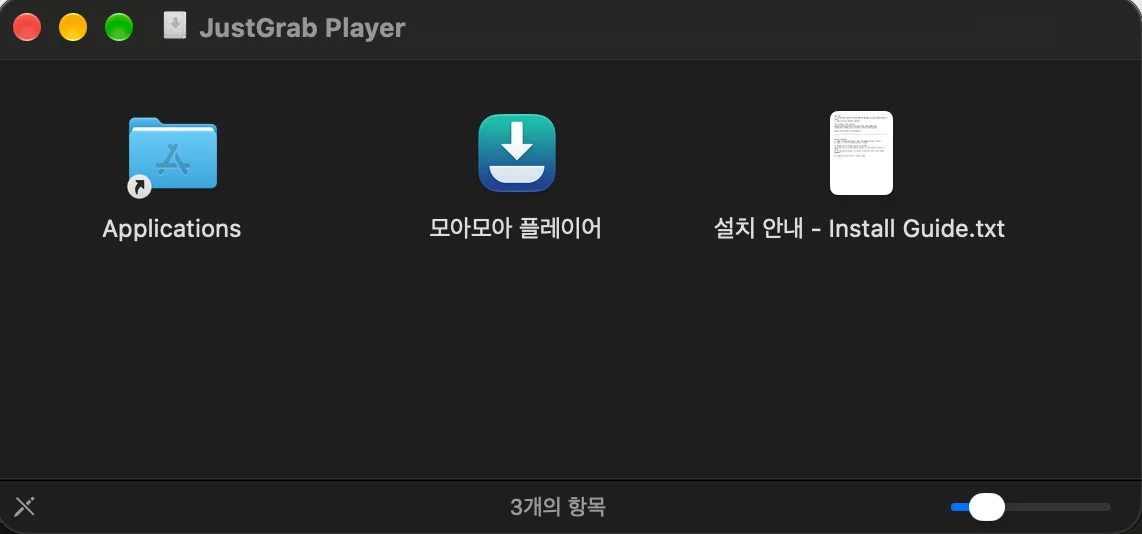 JustGrab Player
Applications
모아모아 플레이어
설치 안내 - Install Guide.txt
3개의 항목